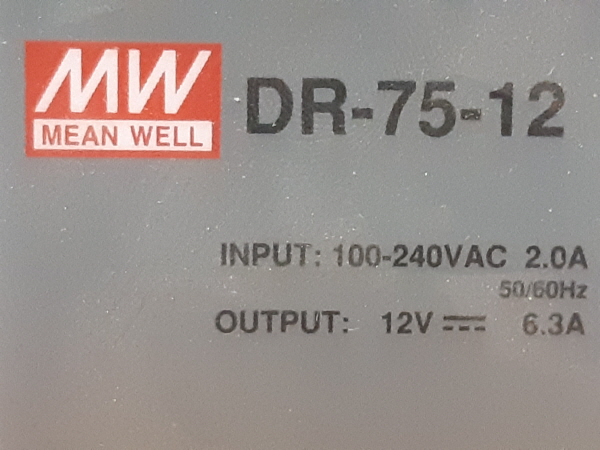 MW
MEAN WELL
DR-75-12
INPUT: 100-240VAC 2.0A
50/60Hz
OUTPUT: 12V ⎓ 6.3A